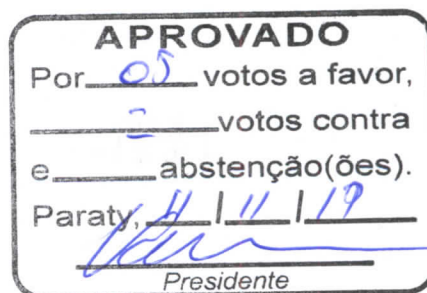 APROVADO
Por 05 votos a favor,
- votos contra
e abstenção(ões).
Paraty, 11 / 11 / 19
Presidente